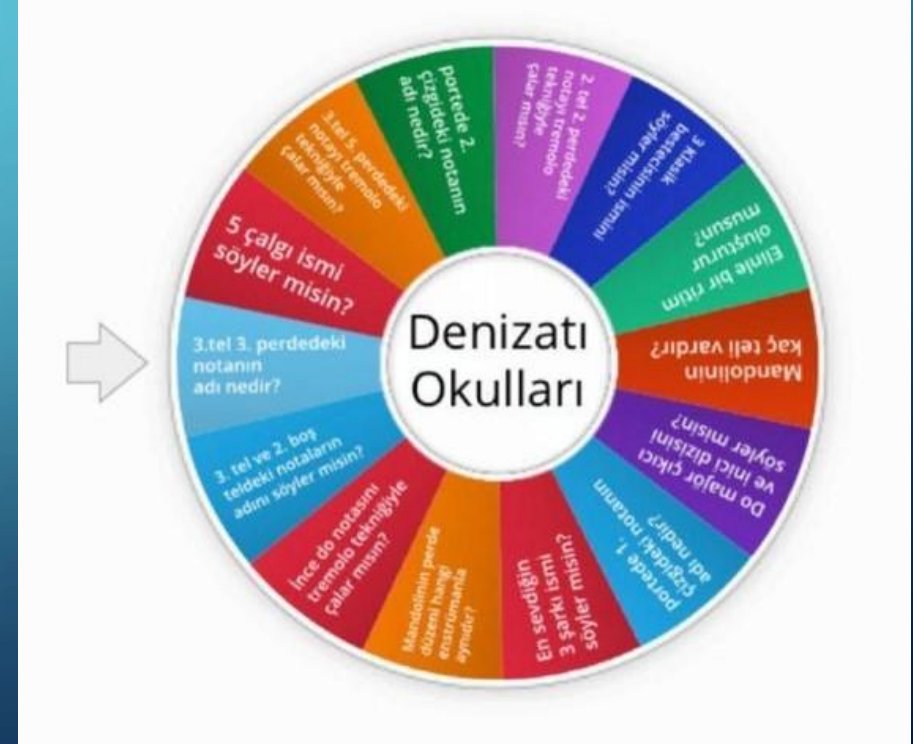 Denizatı
Okulları
3.tel 3. perdedeki
notanın
adı nedir?
5 çalgı ismi
söyler misin?
3.tel 5. perdedeki
notayı tremolo
tekniğiyle
çalar mısın?
portede 2.
çizgideki notanın
adı nedir?
2. tel 2. perdedeki
notayı tremolo
tekniğiyle
çalar mısın?
3 Klasik
bestecisinin ismini
söyler misin?
Elinle bir ritim
oluşturur
musun?
Mandolinin
kaç teli vardır?
Do major çıkıcı
ve inici dizisini
söyler misin?
portede 1.
çizgideki notanın
adı nedir?
En sevdiğin
3 şarkı ismi
söyler misin?
Mandolinin perde
düzeni hangi
enstrümanla
aynıdır?
İnce do notasını
tremolo tekniğiyle
çalar mısın?
3. tel ve 2. boş
teldeki notaların
adını söyler misin?